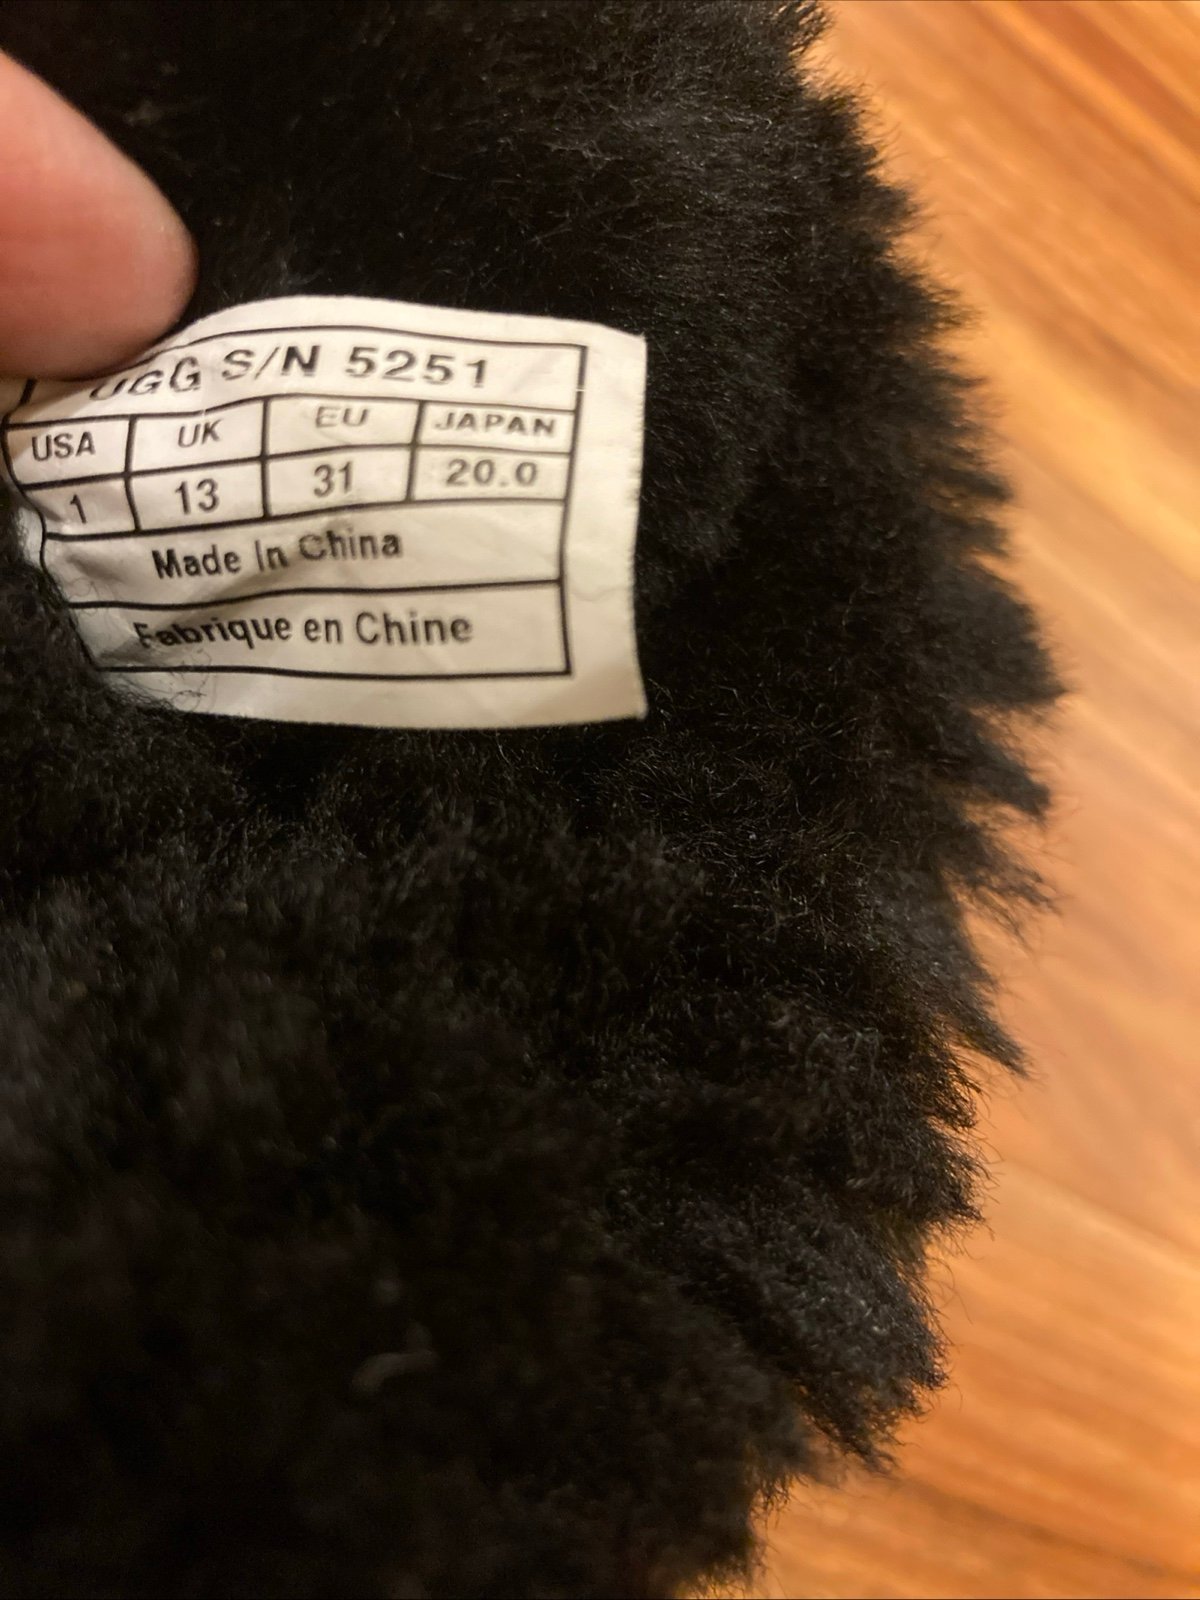 UGG S/N 5251
USA UK EU JAPAN
1 13 31 20.0
Made In China
Fabrique en Chine